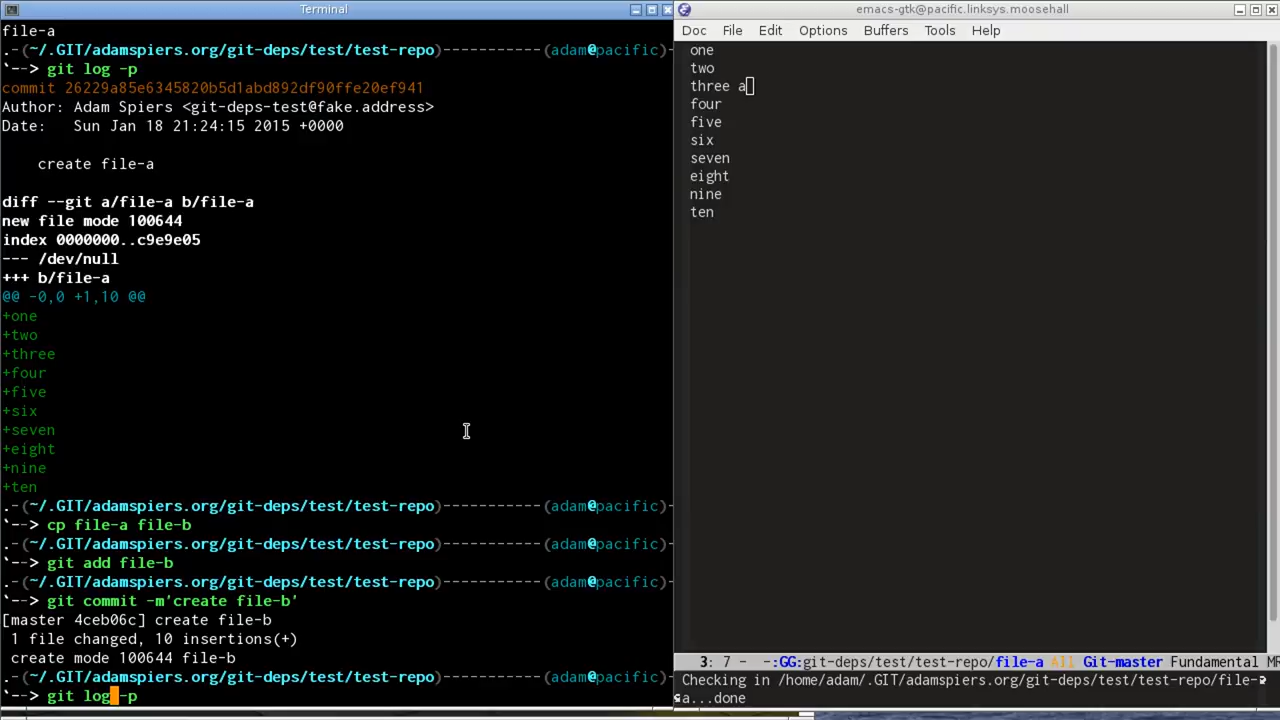 Terminal
file-a
.-(~/.GIT/adamspiers.org/git-deps/test/test-repo)-----------(adam@pacific)-
`--> git log -p
commit 26229a85e6345820b5d1abd892df90ffe20ef941
Author: Adam Spiers <git-deps-test@fake.address>
Date:   Sun Jan 18 21:24:15 2015 +0000
    create file-a
diff --git a/file-a b/file-a
new file mode 100644
index 0000000..c9e9e05
--- /dev/null
+++ b/file-a
@@ -0,0 +1,10 @@
+one
+two
+three
+four
+five
+six
+seven
+eight
+nine
+ten
.-(~/.GIT/adamspiers.org/git-deps/test/test-repo)-----------(adam@pacific)-
`--> cp file-a file-b
.-(~/.GIT/adamspiers.org/git-deps/test/test-repo)-----------(adam@pacific)-
`--> git add file-b
.-(~/.GIT/adamspiers.org/git-deps/test/test-repo)-----------(adam@pacific)-
`--> git commit -m'create file-b'
[master 4ceb06c] create file-b
 1 file changed, 10 insertions(+)
 create mode 100644 file-b
.-(~/.GIT/adamspiers.org/git-deps/test/test-repo)-----------(adam@pacific)-
`--> git log -p
emacs-gtk@pacific.linksys.moosehall
Doc File Edit Options Buffers Tools Help
one
two
three a
four
five
six
seven
eight
nine
ten
3: 7 -  -:GG:git-deps/test/test-repo/file-a All Git-master Fundamental MR
Checking in /home/adam/.GIT/adamspiers.org/git-deps/test/test-repo/file-
a...done